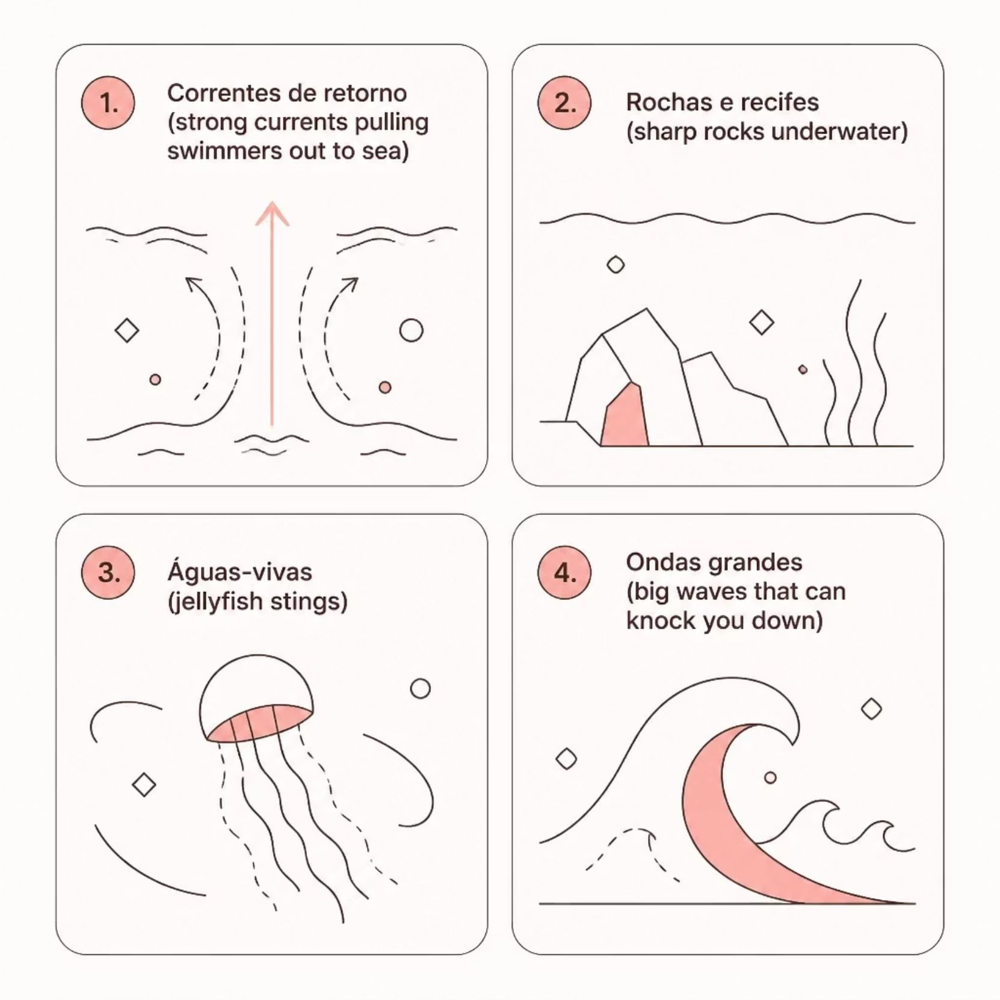 1.
Correntes de retorno
(strong currents pulling
swimmers out to sea)
2.
Rochas e recifes
(sharp rocks underwater)
3.
Águas-vivas
(jellyfish stings)
4.
Ondas grandes
(big waves that can
knock you down)